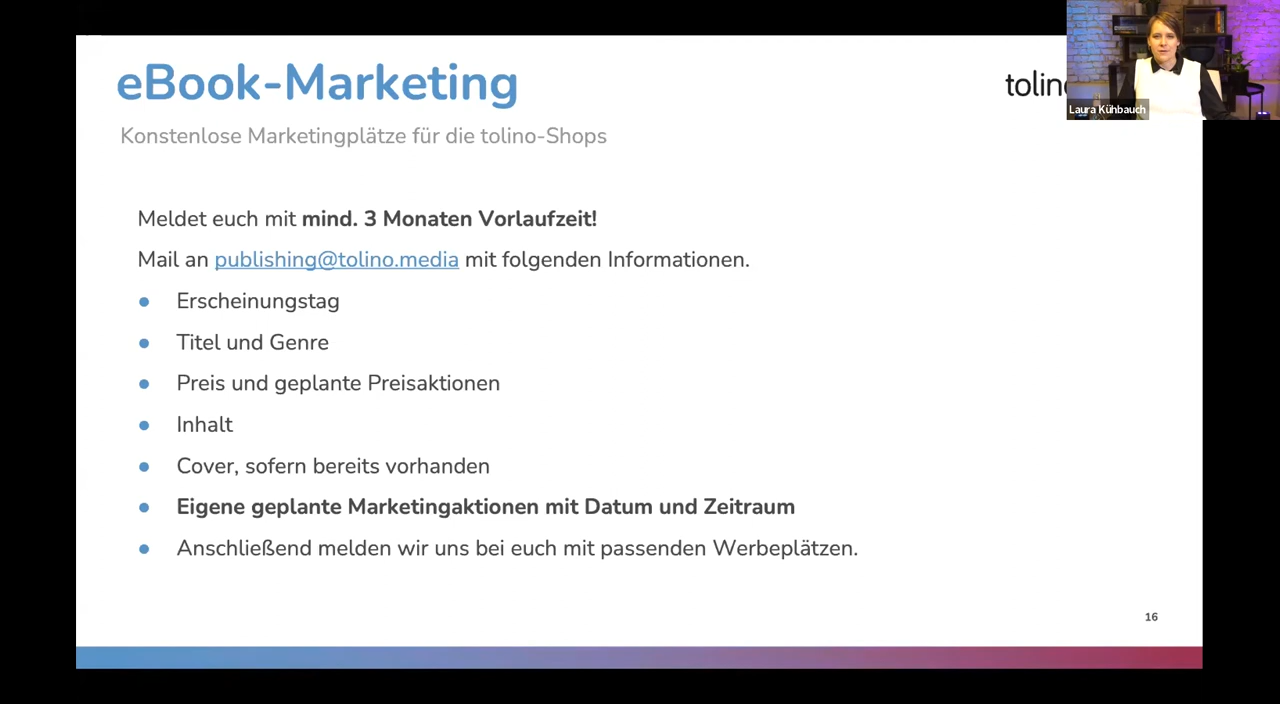 eBook-Marketing
Konstenlose Marketingplätze für die tolino-Shops
tolino
Laura Kühbauch
Meldet euch mit mind. 3 Monaten Vorlaufzeit!
Mail an publishing@tolino.media mit folgenden Informationen.
● Erscheinungstag
● Titel und Genre
● Preis und geplante Preisaktionen
● Inhalt
● Cover, sofern bereits vorhanden
● Eigene geplante Marketingaktionen mit Datum und Zeitraum
● Anschließend melden wir uns bei euch mit passenden Werbeplätzen.
16